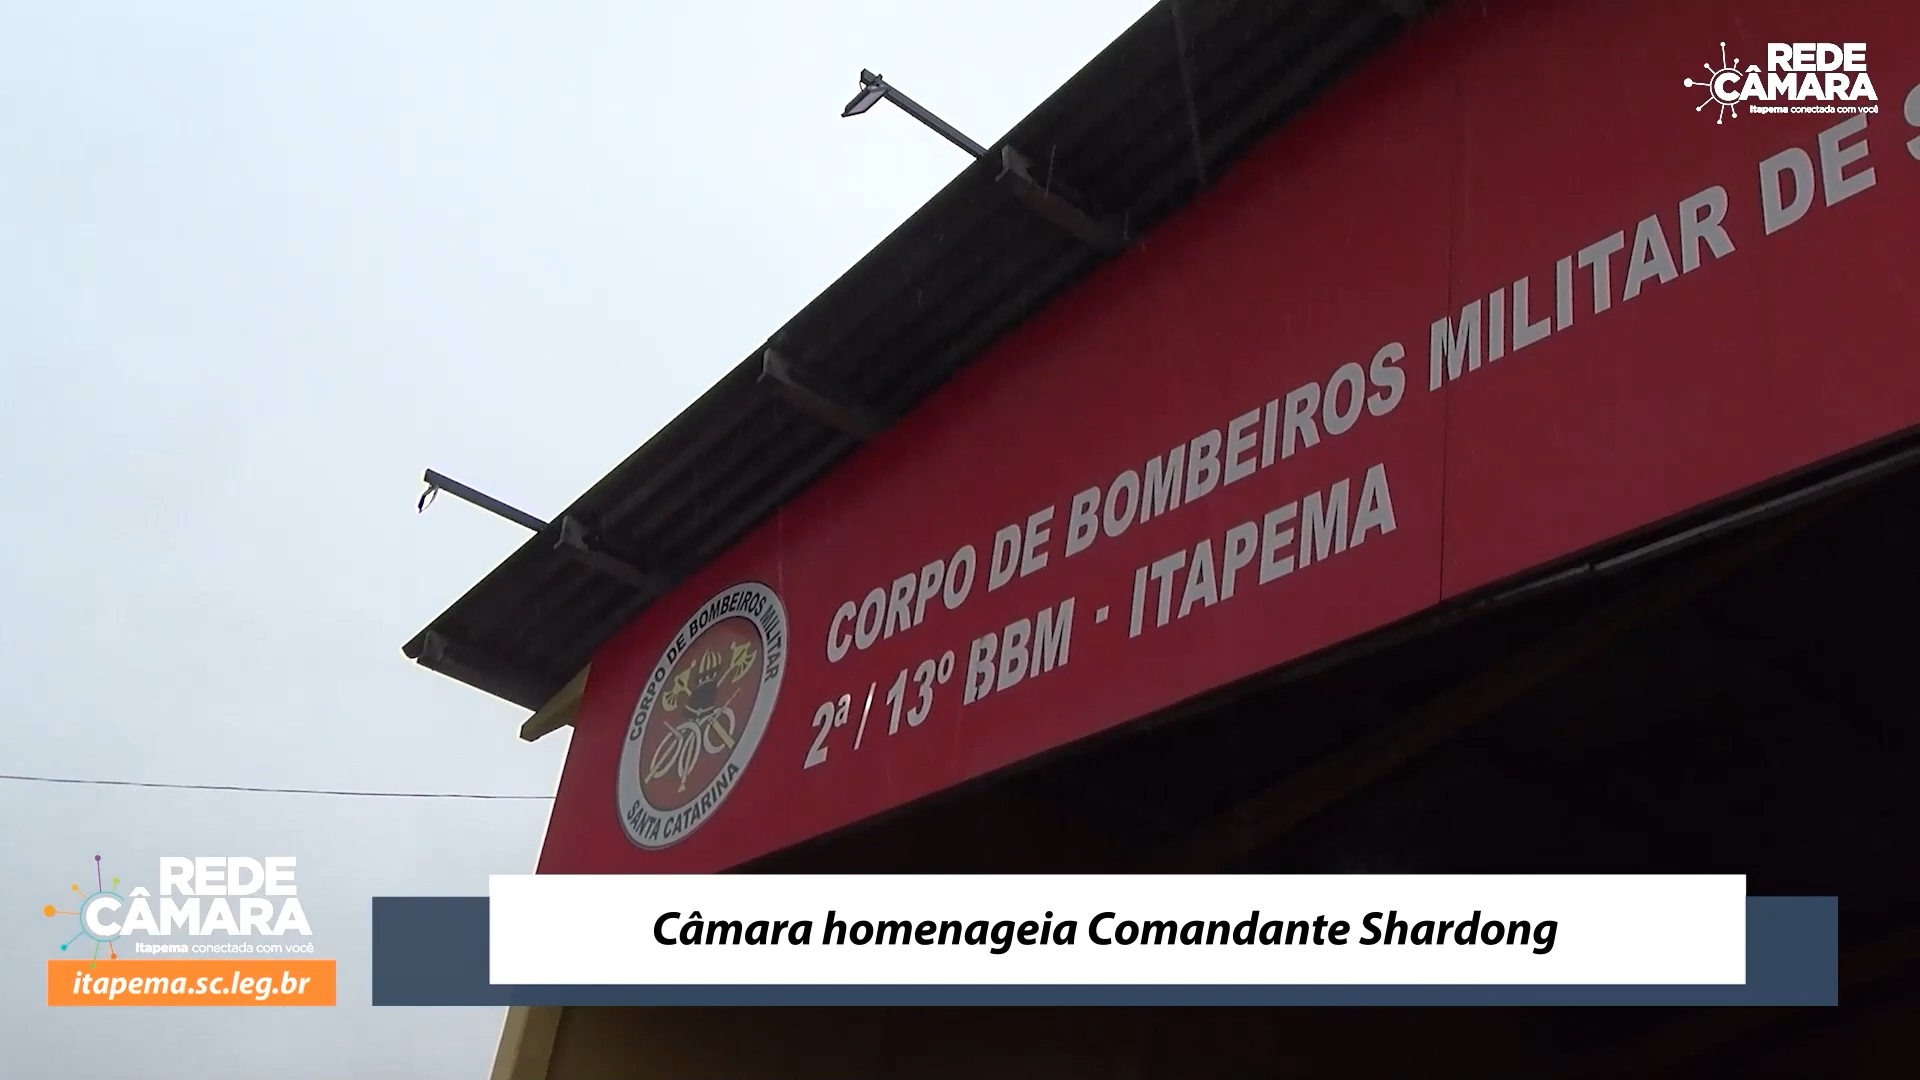 REDE
CÂMARA
Itapema conectada com você
CORPO DE BOMBEIROS MILITAR DE S
2ª / 13º BBM - ITAPEMA
CORPO DE BOMBEIROS MILITAR
SANTA CATARINA
REDE
CÂMARA
Itapema conectada com você
itapema.sc.leg.br
Câmara homenageia Comandante Shardong